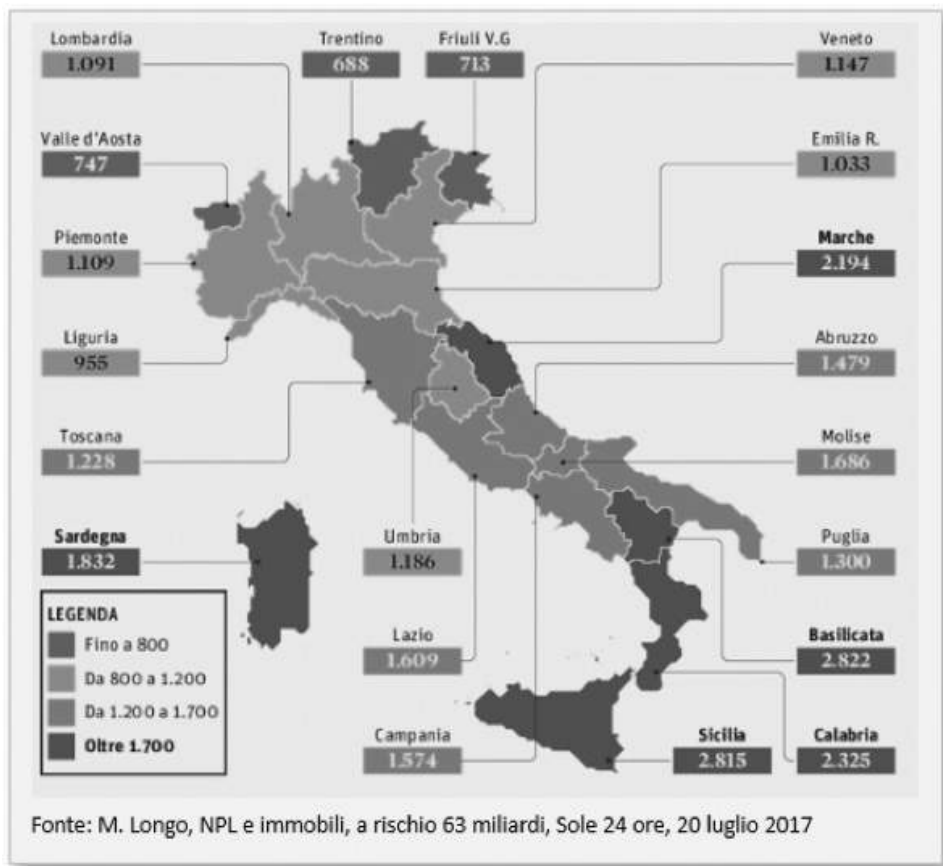 Lombardia
1.091
Trentino
688
Friuli V.G
713
Veneto
1.147
Valle d'Aosta
747
Emilia R.
1.033
Piemonte
1.109
Marche
2.194
Liguria
955
Abruzzo
1.479
Toscana
1.228
Molise
1.686
Sardegna
1.832
Umbria
1.186
Puglia
1.300
LEGENDA
Fino a 800
Da 800 a 1.200
Da 1.200 a 1.700
Oltre 1.700
Lazio
1.609
Basilicata
2.822
Campania
1.574
Sicilia
2.815
Calabria
2.325
Fonte: M. Longo, NPL e immobili, a rischio 63 miliardi, Sole 24 ore, 20 luglio 2017